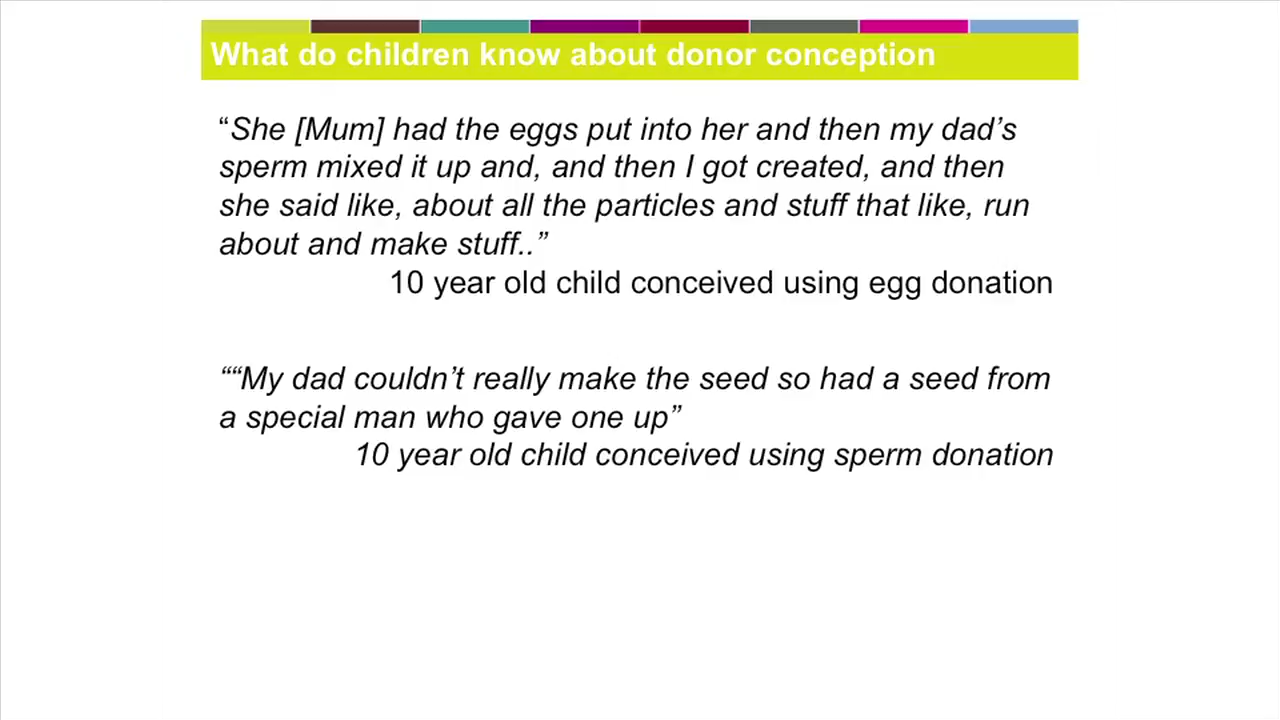 What do children know about donor conception
“She [Mum] had the eggs put into her and then my dad’s
sperm mixed it up and, and then I got created, and then
she said like, about all the particles and stuff that like, run
about and make stuff..”
10 year old child conceived using egg donation
““My dad couldn’t really make the seed so had a seed from
a special man who gave one up”
10 year old child conceived using sperm donation